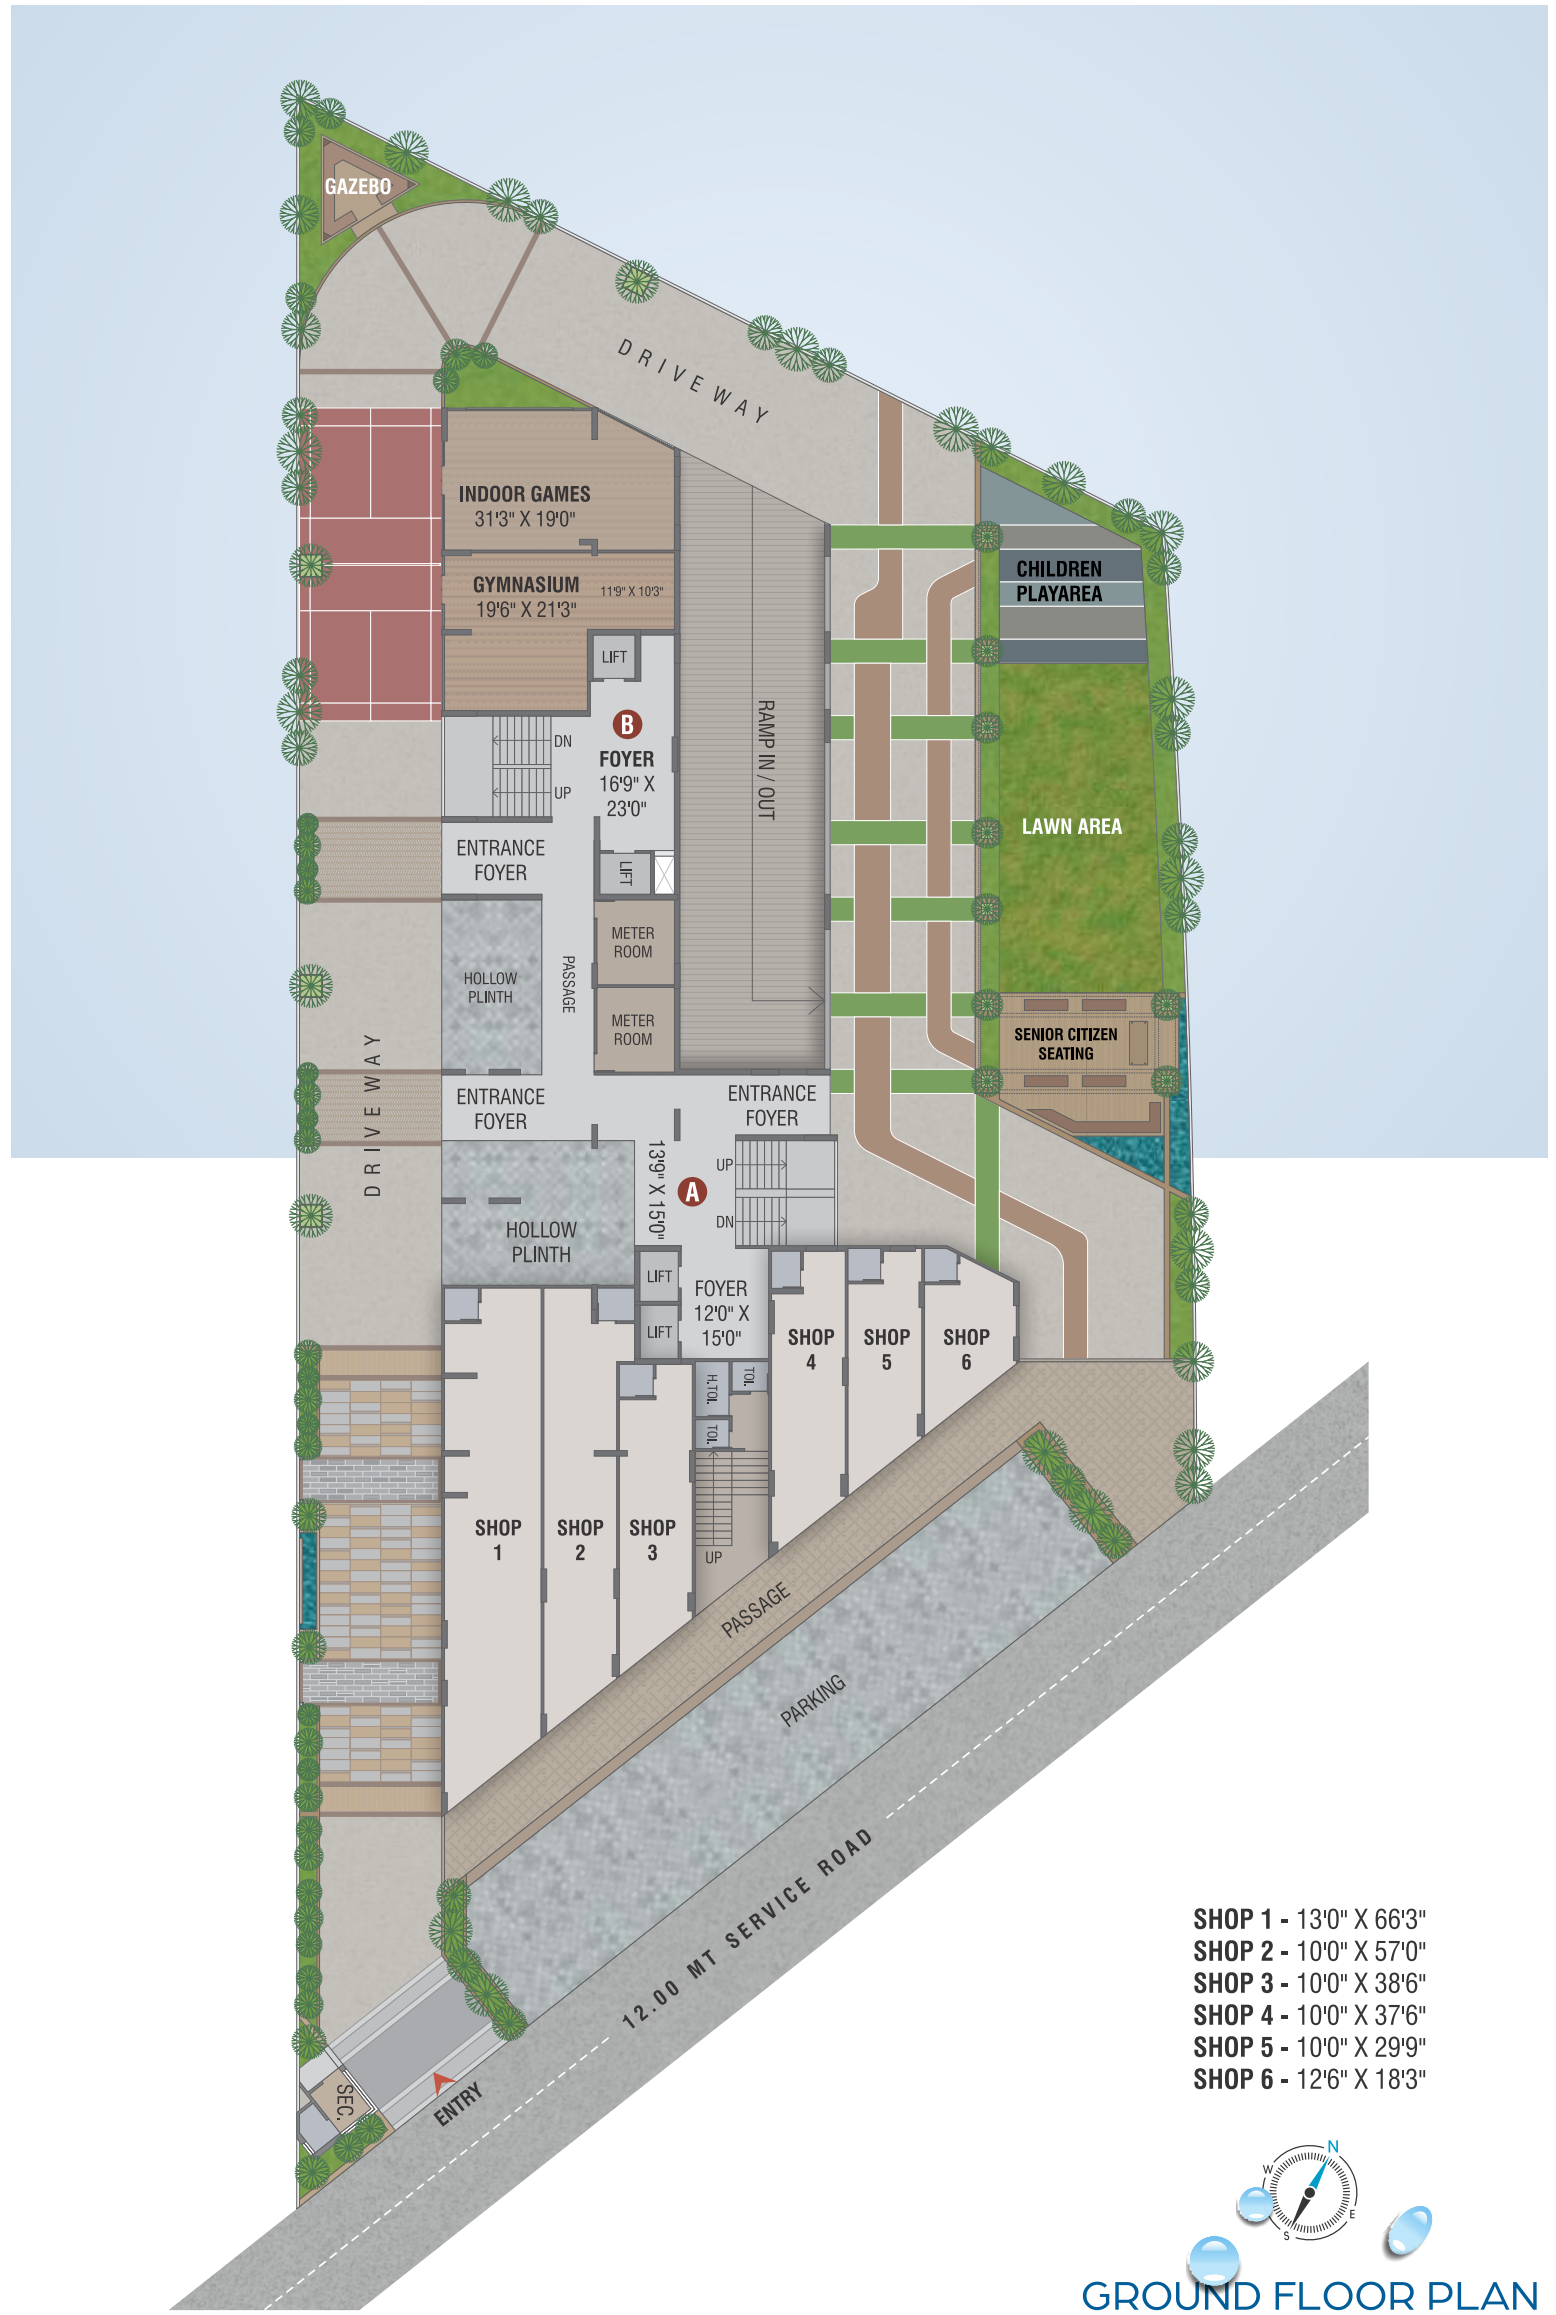 GAZEBO
DRIVEWAY
INDOOR GAMES
31'3" X 19'0"
GYMNASIUM
19'6" X 21'3"
11'9" X 10'3"
CHILDREN
PLAYAREA
LIFT
B
FOYER
16'9" X
23'0"
DN
UP
RAMP IN / OUT
LAWN AREA
ENTRANCE
FOYER
LIFT
METER
ROOM
HOLLOW
PLINTH
PASSAGE
METER
ROOM
SENIOR CITIZEN
SEATING
DRIVEWAY
ENTRANCE
FOYER
ENTRANCE
FOYER
13'9" X 15'0"
A
UP
DN
HOLLOW
PLINTH
LIFT
LIFT
FOYER
12'0" X
15'0"
SHOP
4
SHOP
5
SHOP
6
H.TOI.
TOI.
TOI.
SHOP
1
SHOP
2
SHOP
3
UP
PASSAGE
PARKING
12.00 MT SERVICE ROAD
SEC.
ENTRY
SHOP 1 - 13'0" X 66'3"
SHOP 2 - 10'0" X 57'0"
SHOP 3 - 10'0" X 38'6"
SHOP 4 - 10'0" X 37'6"
SHOP 5 - 10'0" X 29'9"
SHOP 6 - 12'6" X 18'3"
N
W
E
S
GROUND FLOOR PLAN